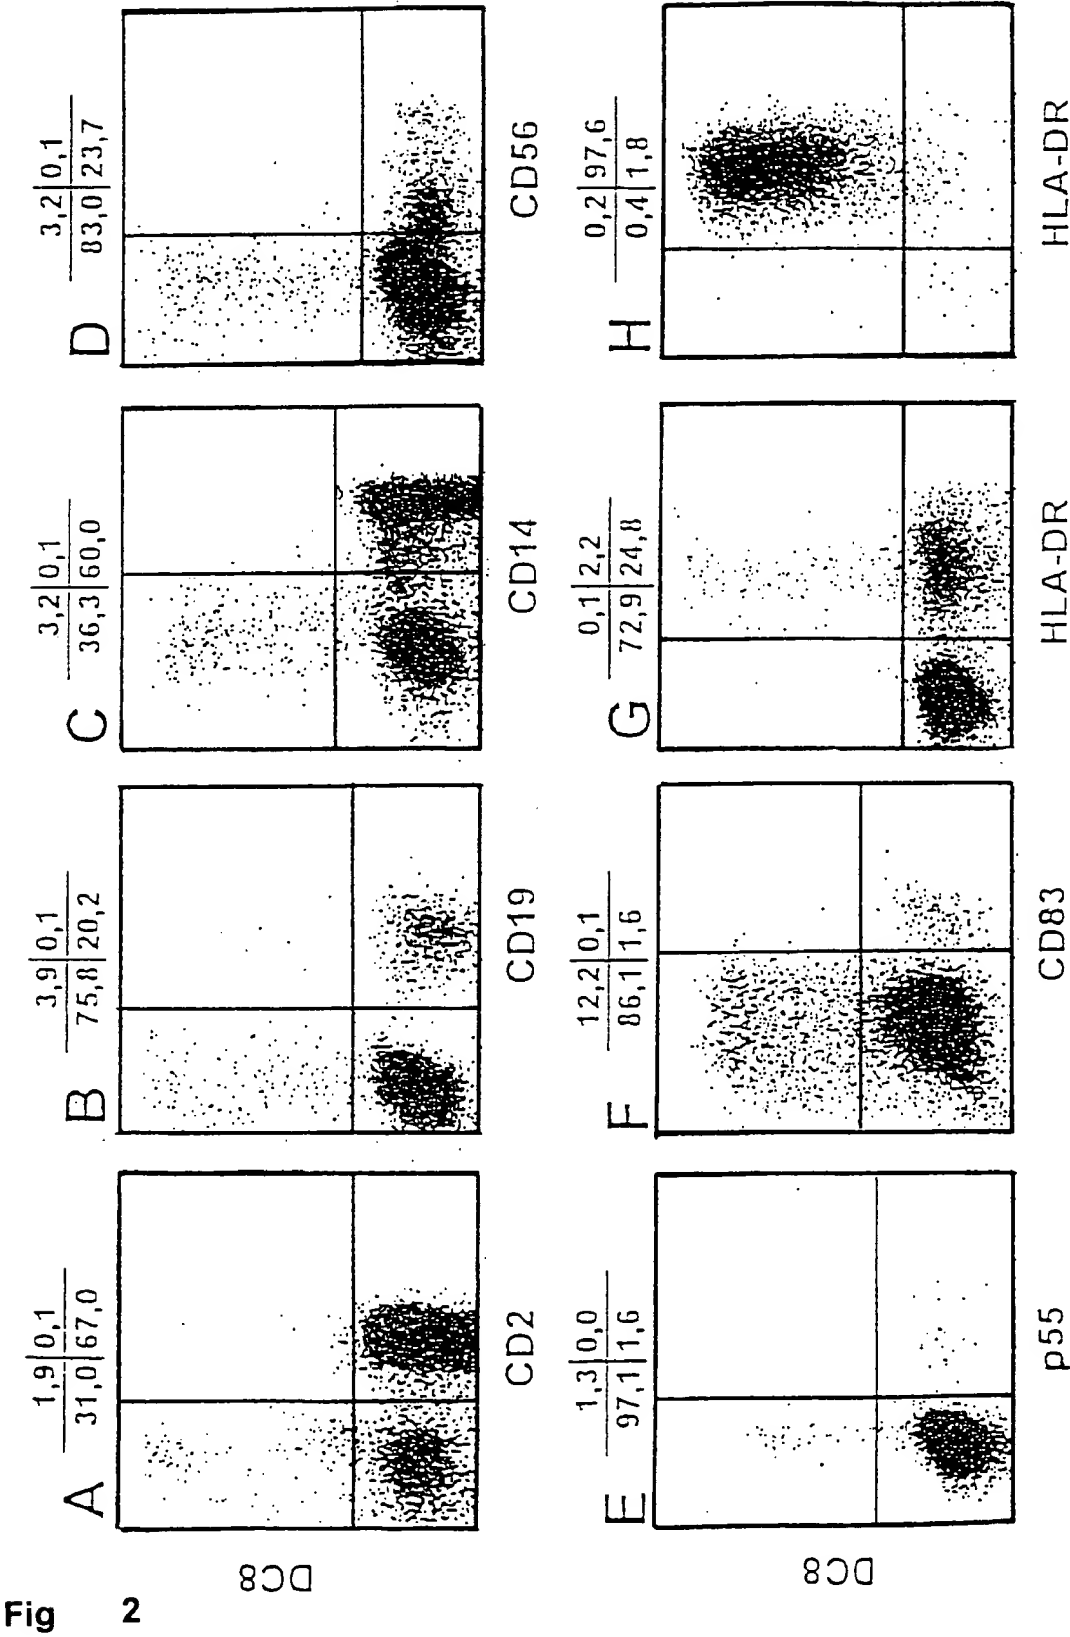 A
1,9 0,1
31,0 67,0
CD2
B
3,9 0,1
75,8 20,2
CD19
C
3,2 0,1
36,3 60,0
CD14
D
3,2 0,1
83,0 23,7
CD56
DC8
E
1,3 0,0
97,1 1,6
p55
F
12,2 0,1
86,1 1,6
CD83
G
0,1 2,2
72,9 24,8
HLA-DR
H
0,2 97,6
0,4 1,8
HLA-DR
DC8
Fig 2